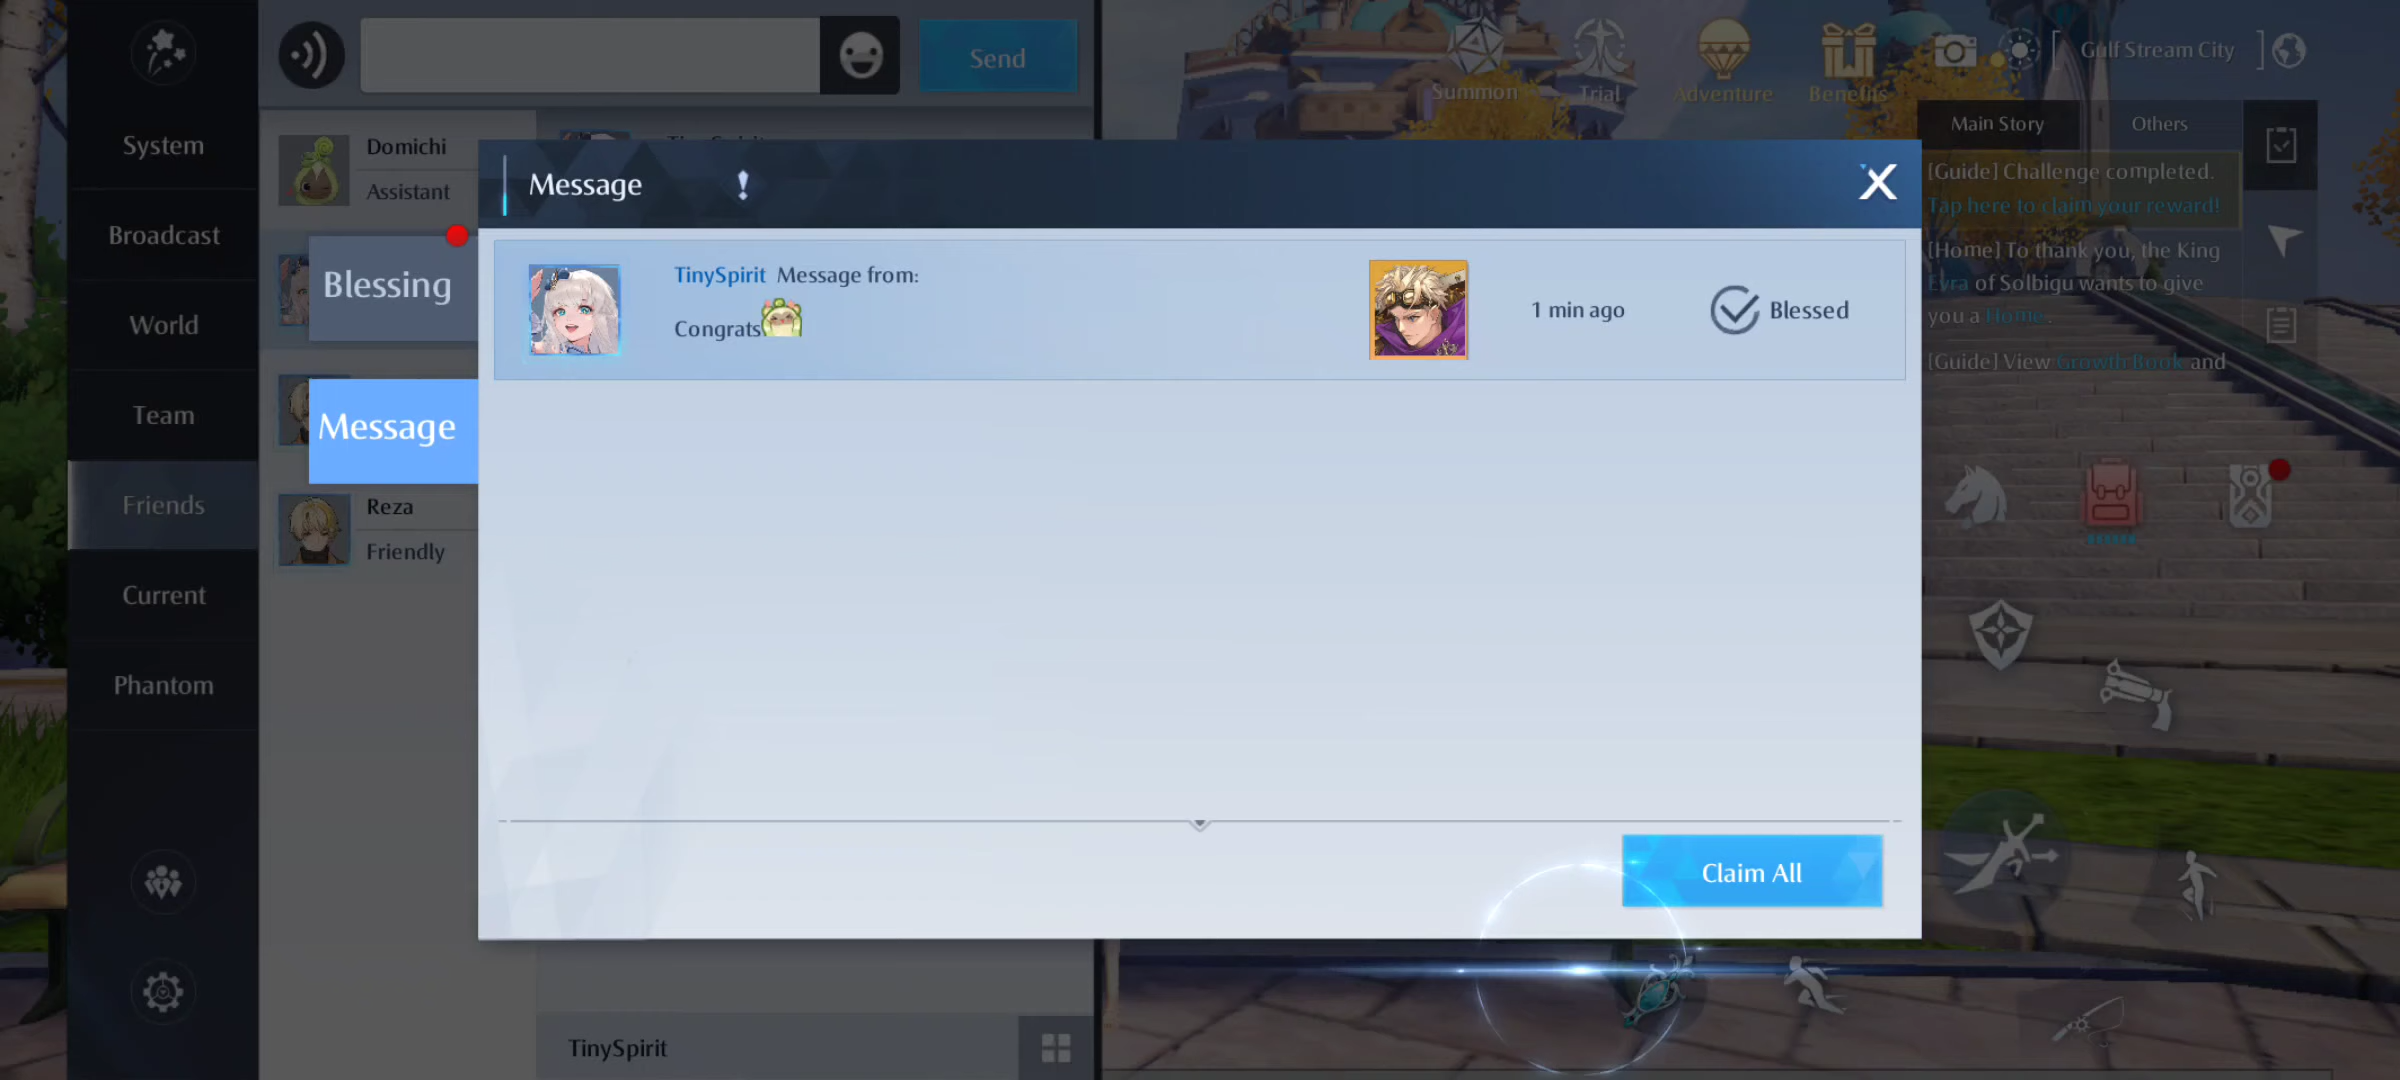 Send
Summon
Trial
Adventure
Benefits
Gulf Stream City
System
Broadcast
World
Team
Friends
Current
Phantom
Domichi
Assistant
Blessing
Message
Reza
Friendly
TinySpirit
Message
TinySpirit Message from:
Congrats
1 min ago
Blessed
Claim All
TinySpirit
Main Story
Others
[Guide] Challenge completed.
Tap here to claim your reward!
[Home] To thank you, the King
Evra of Solbigu wants to give
you a Home.
[Guide] View Growth Book and